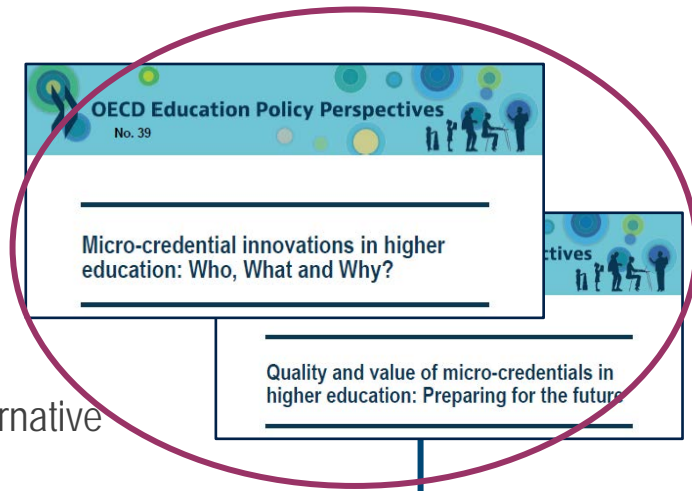 OECD Education Policy Perspectives
No. 39
Micro-credential innovations in higher
education: Who, What and Why?
ctives
Quality and value of micro-credentials in
higher education: Preparing for the future
rnative